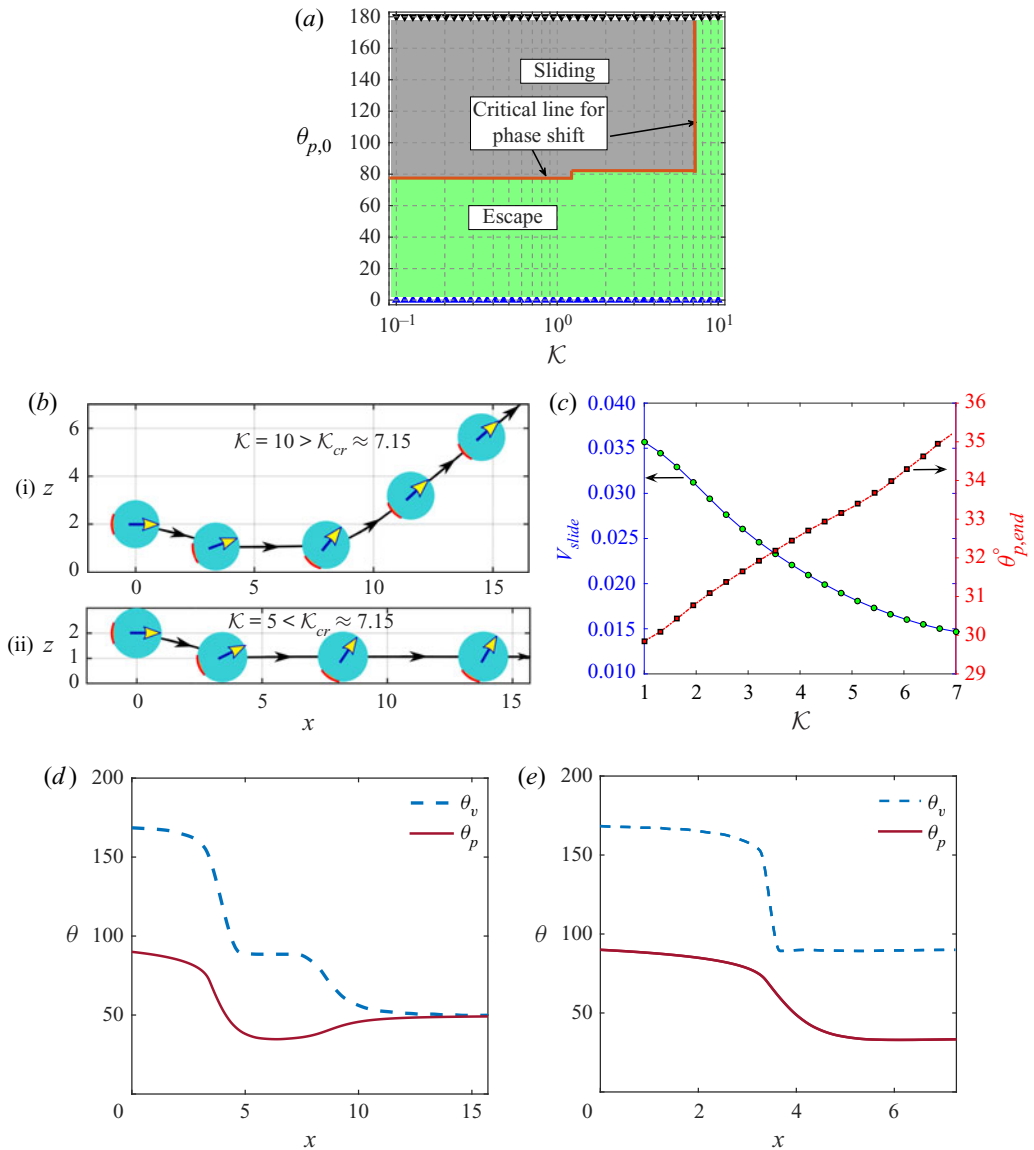 (a)
180
160
140
120
100
80
60
40
20
0
θp,0
Sliding
Critical line for
phase shift
Escape
10⁻¹ 10⁰ 10¹
𝒦
(b)
(i) z
6
4
2
0
𝒦 = 10 > 𝒦cr ≈ 7.15
0 5 10 15
(ii) z
2
1
0
𝒦 = 5 < 𝒦cr ≈ 7.15
0 5 10 15
x
(c)
0.040
0.035
0.030
0.025
0.020
0.015
0.010
Vslide
36
35
34
33
32
31
30
29
θ°p,end
1 2 3 4 5 6 7
𝒦
(d)
200
150
100
50
0
θ
θv
θp
5 10 15
x
(e)
200
150
100
50
0
θ
θv
θp
2 4 6
x